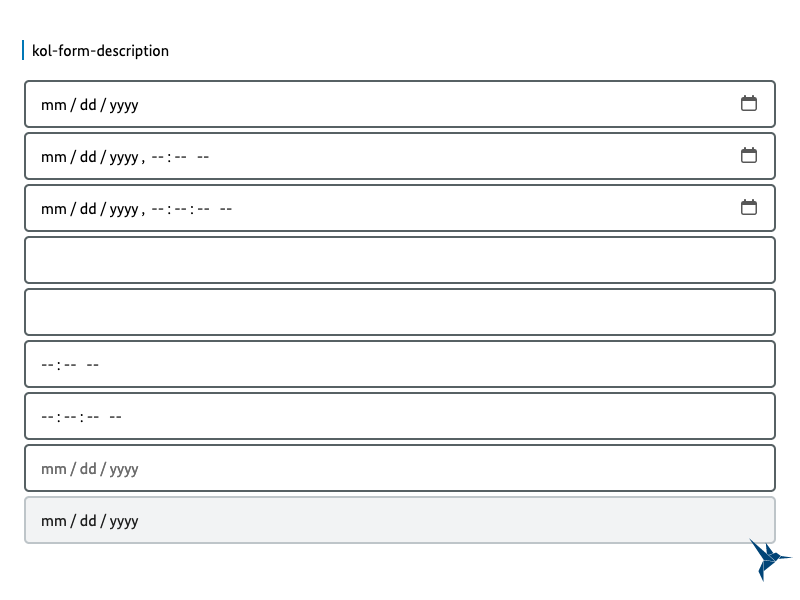 kol-form-description
mm / dd / yyyy
mm / dd / yyyy, --:-- --
mm / dd / yyyy, --:--:-- --
--:-- --
--:--:-- --
mm / dd / yyyy
mm / dd / yyyy